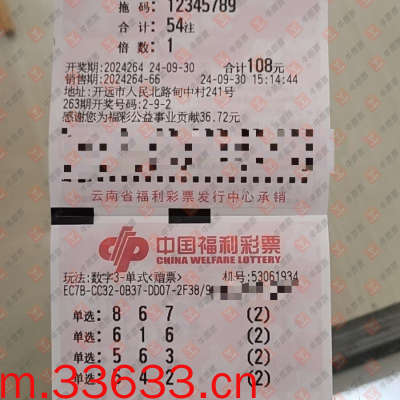 拖 码: 12345789
合 计: 54注
倍 数: 1
开奖期:2024264 24-09-30 合计108元
销售期:2024264-66 24-09-30 15:14:44
地址:开远市人民北路旬中村241号
263期开奖号码:2-9-2
感谢您为福彩公益事业贡献36.72元
云南省福利彩票发行中心承销
中国福利彩票
CHINA WELFARE LOTTERY
玩法:数字3-单式 机号:53061934
EC7B-CC32-0B37-DD07-2F38/9
单选: 8 6 7 (2)
单选: 6 1 6 (2)
单选: 5 6 3 (2)
单选: 4 2 (2)
m.33633.cn